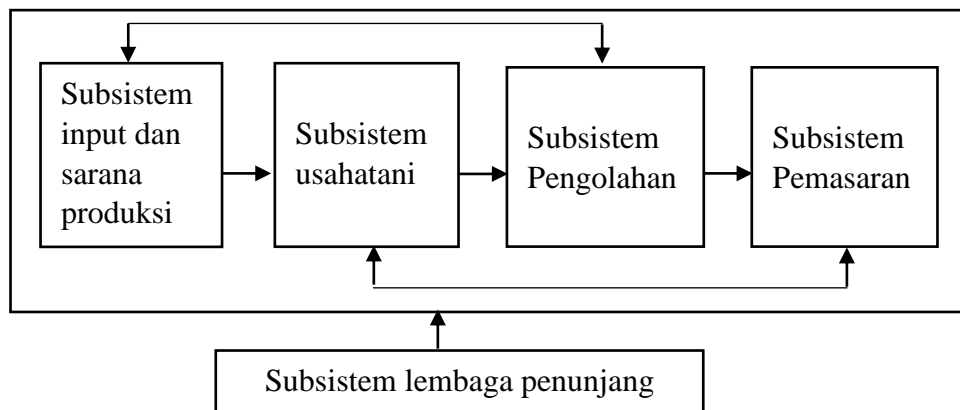 Subsistem
input dan
sarana
produksi
Subsistem
usahatani
Subsistem
Pengolahan
Subsistem
Pemasaran
Subsistem lembaga penunjang